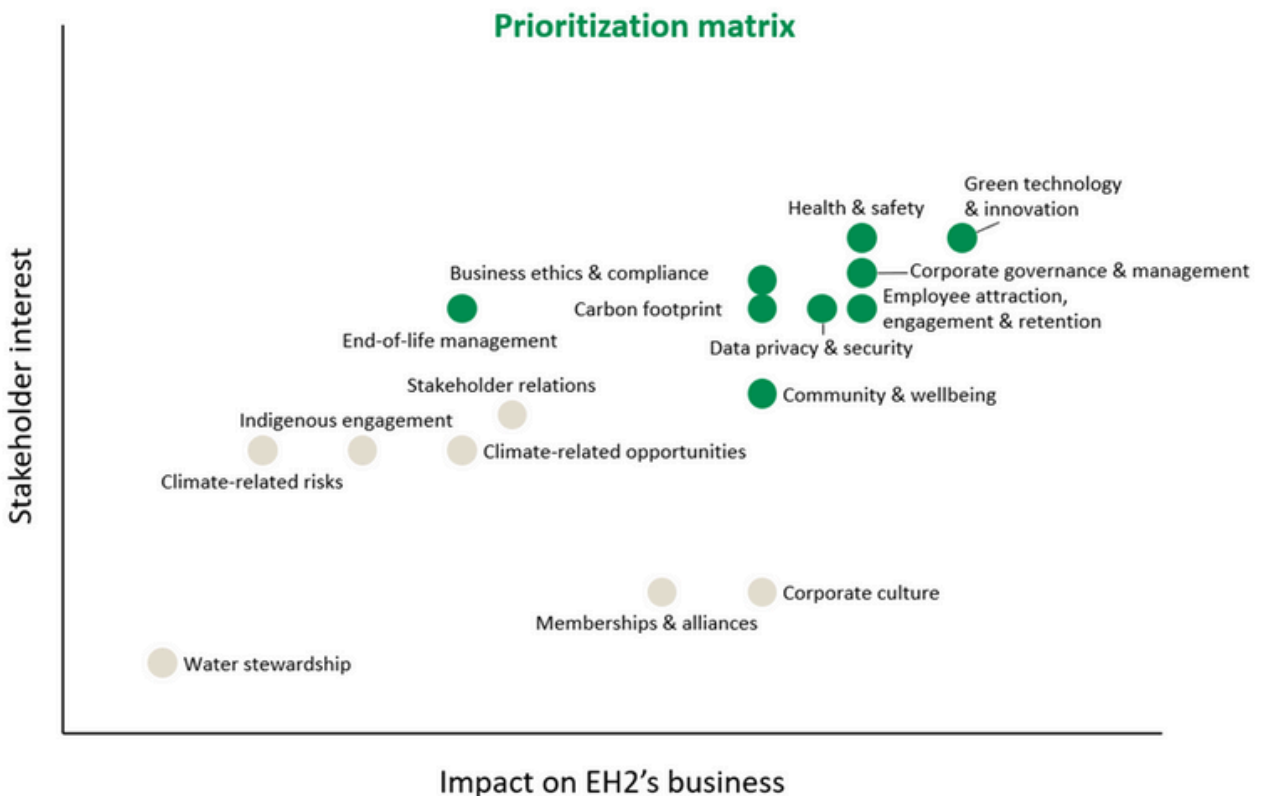 Prioritization matrix
Green technology
& innovation
Health & safety
Corporate governance & management
Business ethics & compliance
Employee attraction,
engagement & retention
Carbon footprint
End-of-life management
Data privacy & security
Stakeholder relations
Community & wellbeing
Indigenous engagement
Climate-related opportunities
Climate-related risks
Corporate culture
Memberships & alliances
Water stewardship
Stakeholder interest
Impact on EH2’s business